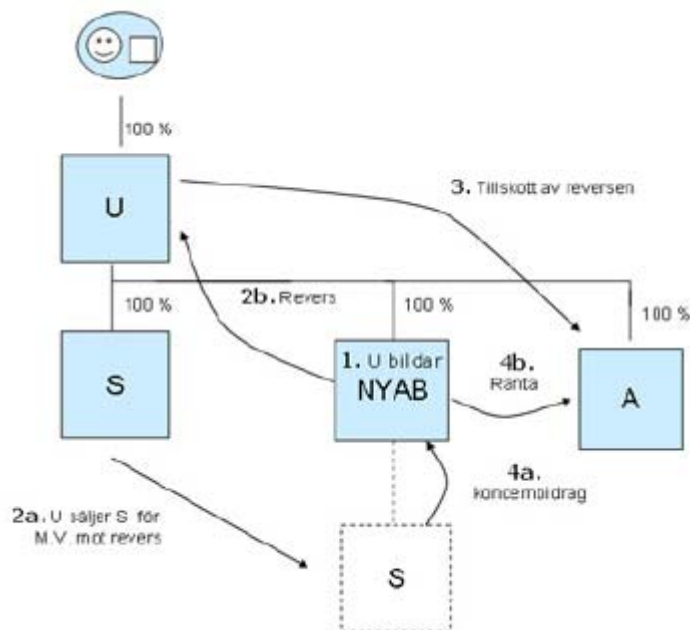 100 %
U
3. Tillskott av reversen
100 %
2b. Revers
100 %
100 %
S
1. U bildar
NYAB
4b.
Ränta
A
2a. U säljer S för
M.V. mot revers
4a.
koncernbidrag
S